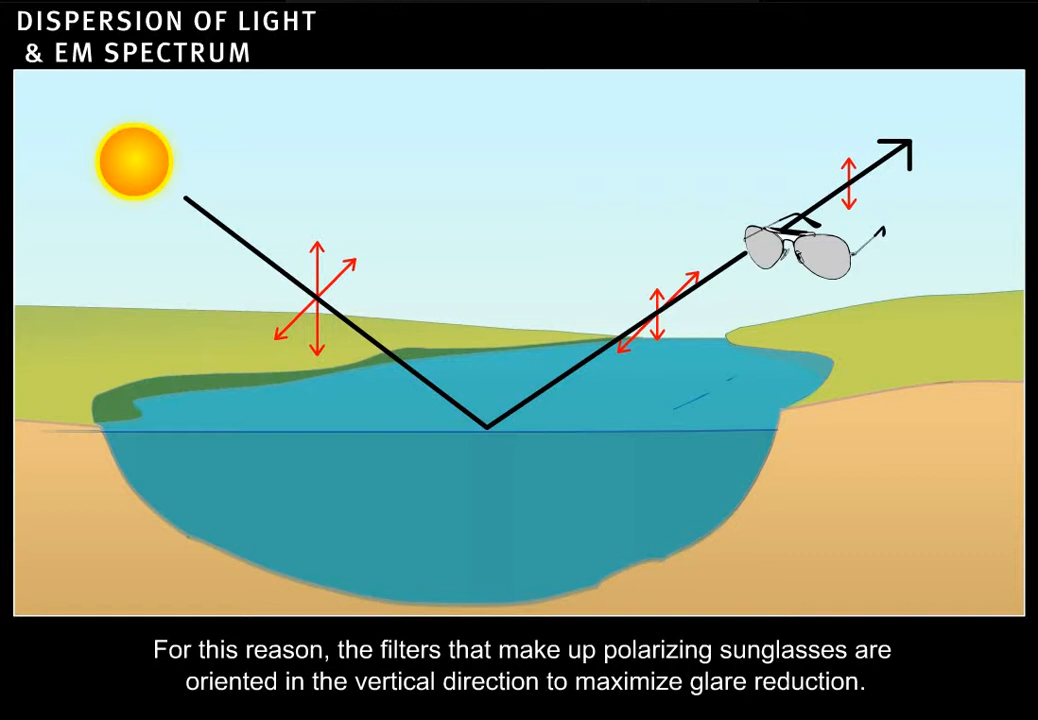 DISPERSION OF LIGHT
& EM SPECTRUM
For this reason, the filters that make up polarizing sunglasses are
oriented in the vertical direction to maximize glare reduction.